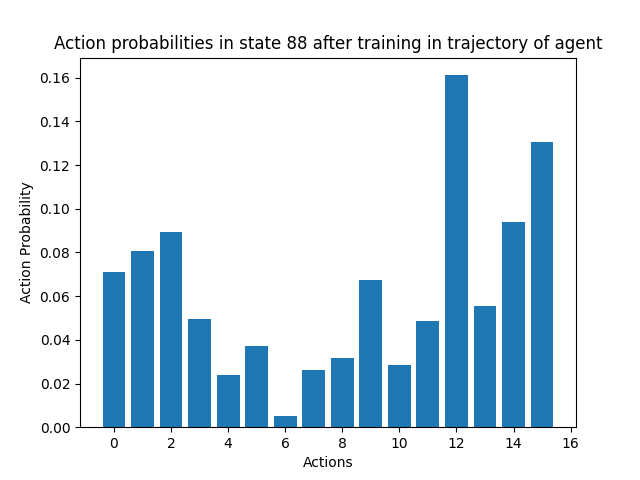 Action probabilities in state 88 after training in trajectory of agent
Action Probability
0.16
0.14
0.12
0.10
0.08
0.06
0.04
0.02
0.00
0 2 4 6 8 10 12 14 16
Actions